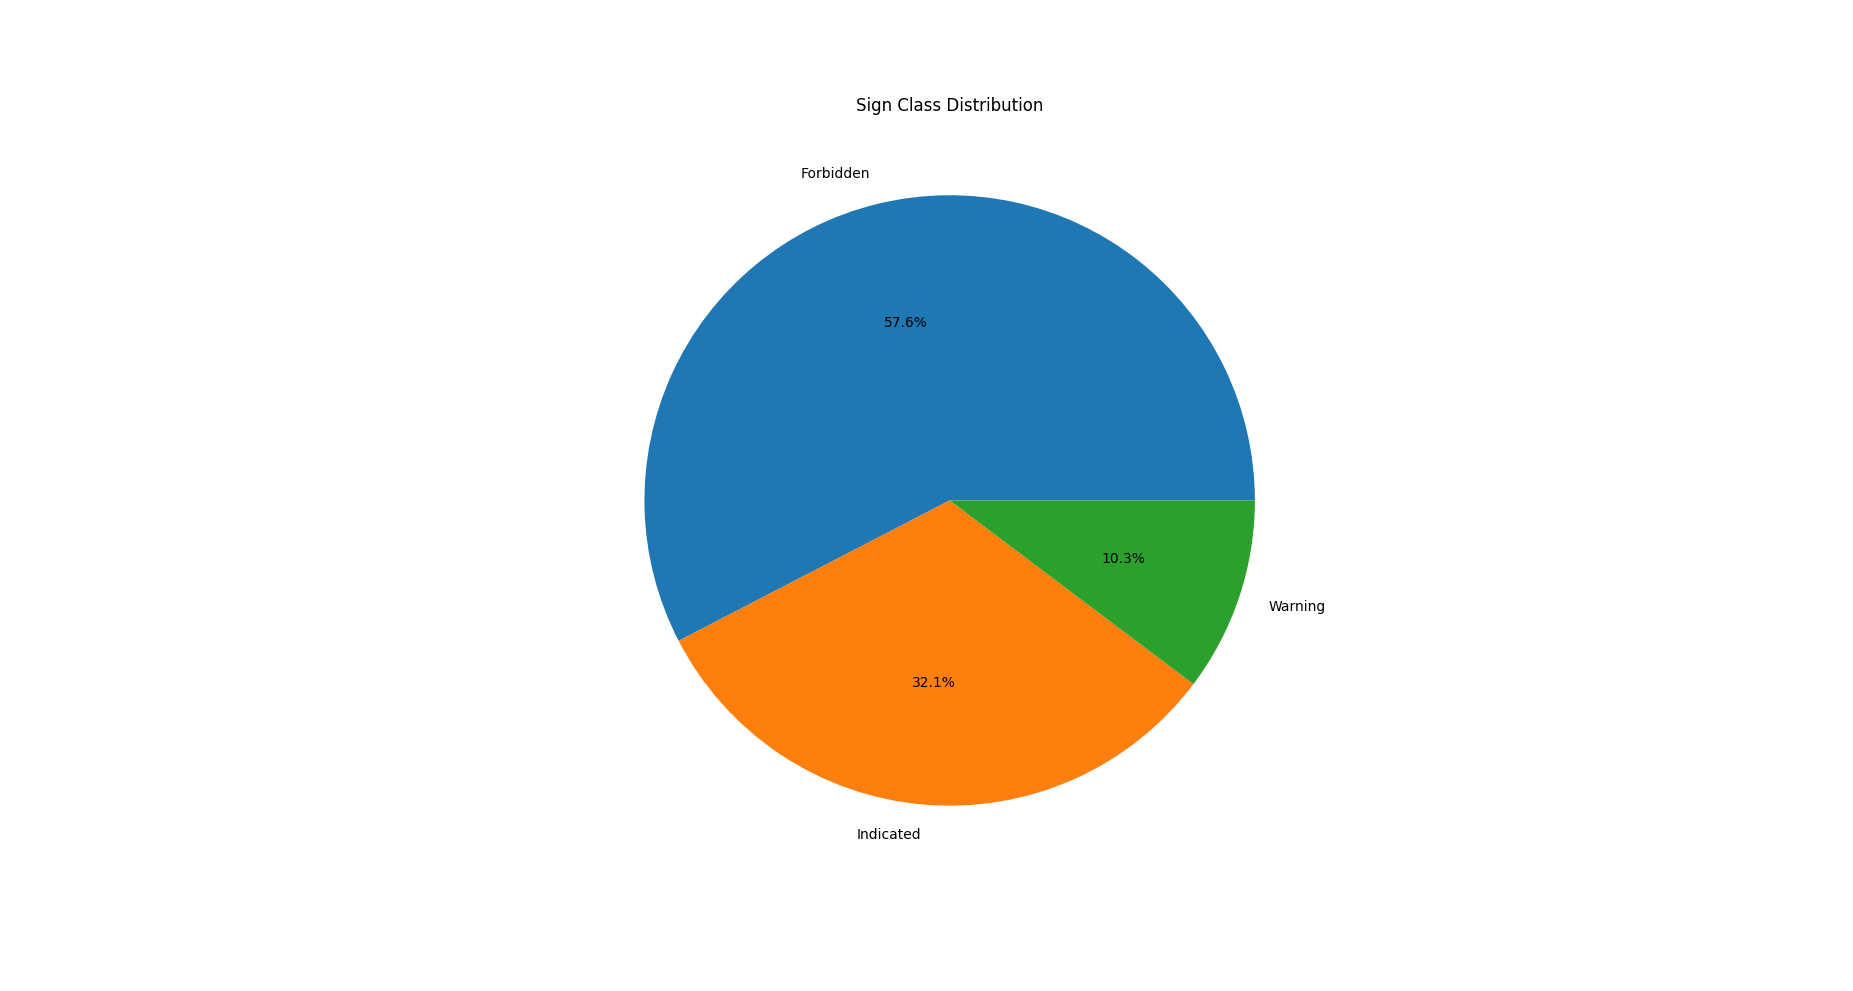 Sign Class Distribution
Forbidden
57.6%
10.3%
Warning
32.1%
Indicated